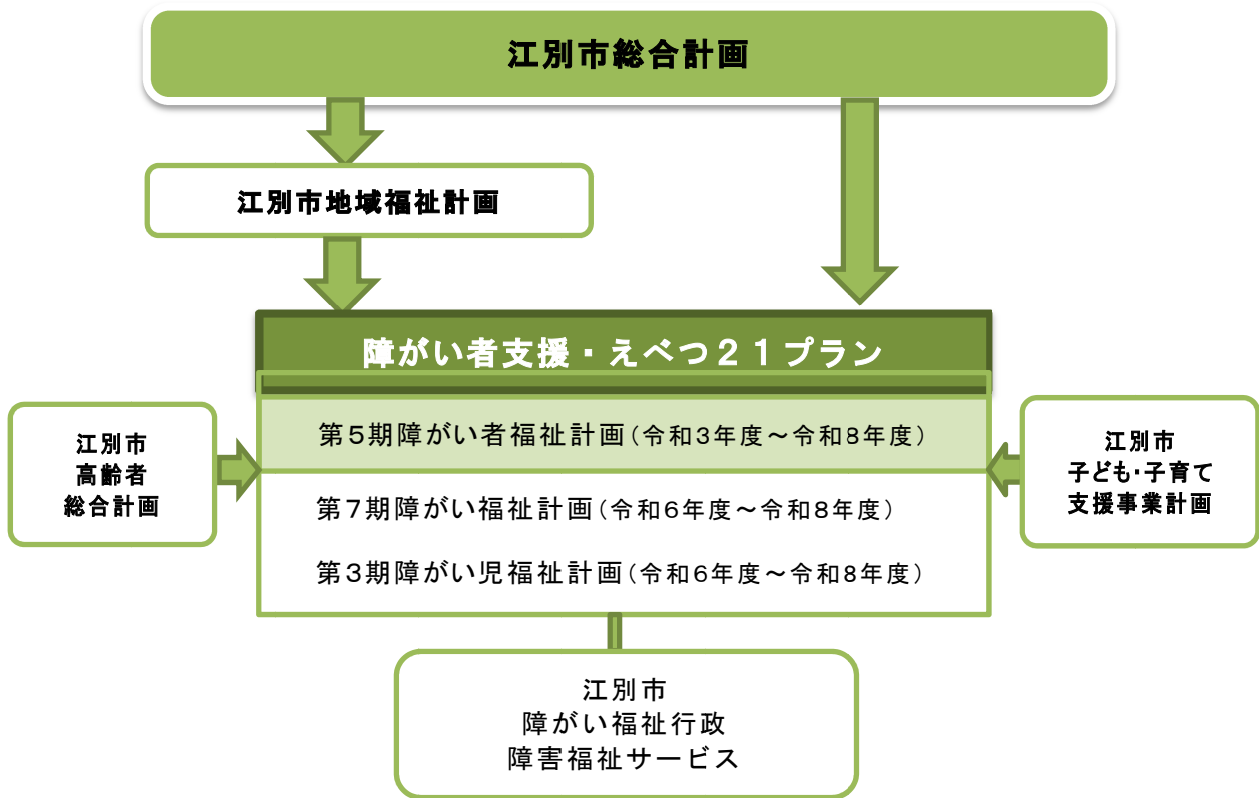 江別市総合計画
江別市地域福祉計画
障がい者支援・えべつ２１プラン
第5期障がい者福祉計画（令和3年度～令和8年度）
第7期障がい福祉計画（令和6年度～令和8年度）
第3期障がい児福祉計画（令和6年度～令和8年度）
江別市
高齢者
総合計画
江別市
子ども・子育て
支援事業計画
江別市
障がい福祉行政
障害福祉サービス